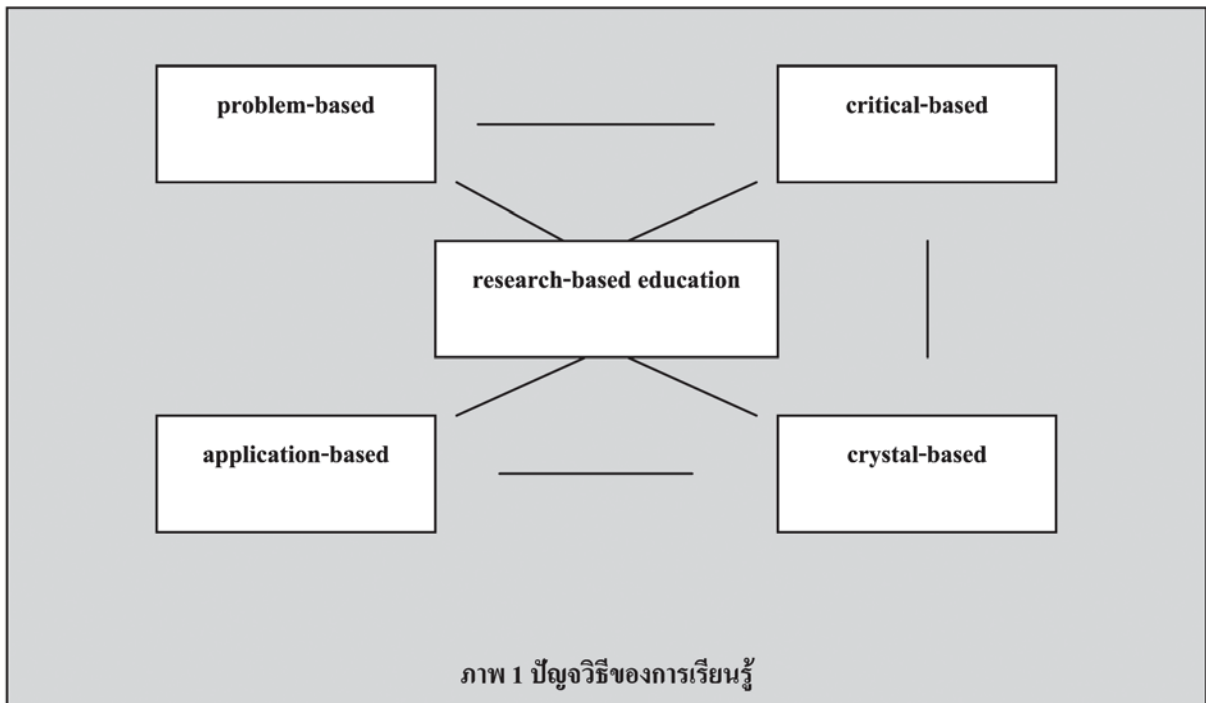 problem-based
critical-based
research-based education
application-based
crystal-based
ภาพ 1 ปัญจวิธีของการเรียนรู้